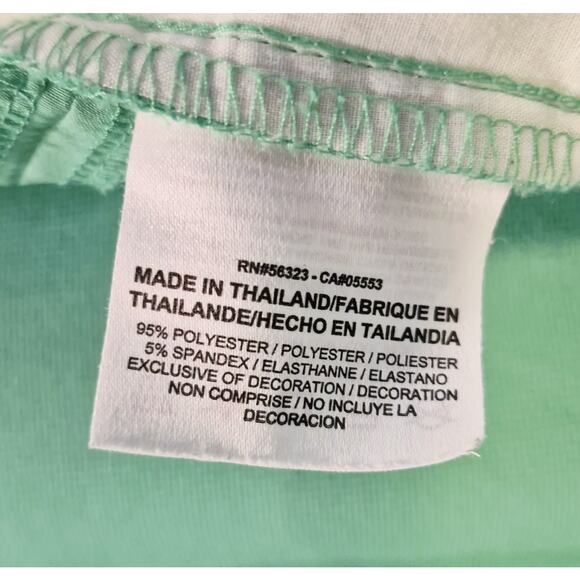 RN#56323 - CA#05553
MADE IN THAILAND/FABRIQUE EN
THAILANDE/HECHO EN TAILANDIA
95% POLYESTER / POLYESTER / POLIESTER
5% SPANDEX / ELASTHANNE / ELASTANO
EXCLUSIVE OF DECORATION / DECORATION
NON COMPRISE / NO INCLUYE LA
DECORACION